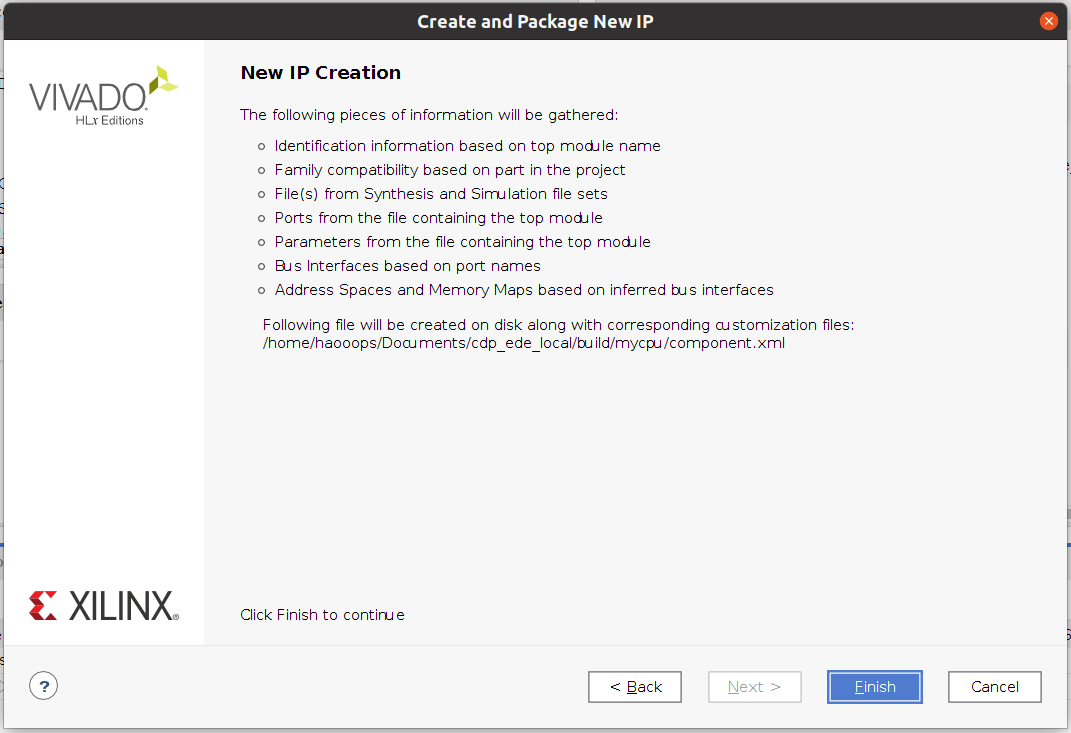 Create and Package New IP
VIVADO
HLx Editions
New IP Creation
The following pieces of information will be gathered:
Identification information based on top module name
Family compatibility based on part in the project
File(s) from Synthesis and Simulation file sets
Ports from the file containing the top module
Parameters from the file containing the top module
Bus Interfaces based on port names
Address Spaces and Memory Maps based on inferred bus interfaces
Following file will be created on disk along with corresponding customization files:
/home/haooops/Documents/cdp_ede_local/build/mycpu/component.xml
XILINX®
Click Finish to continue
?
< Back
Next >
Finish
Cancel